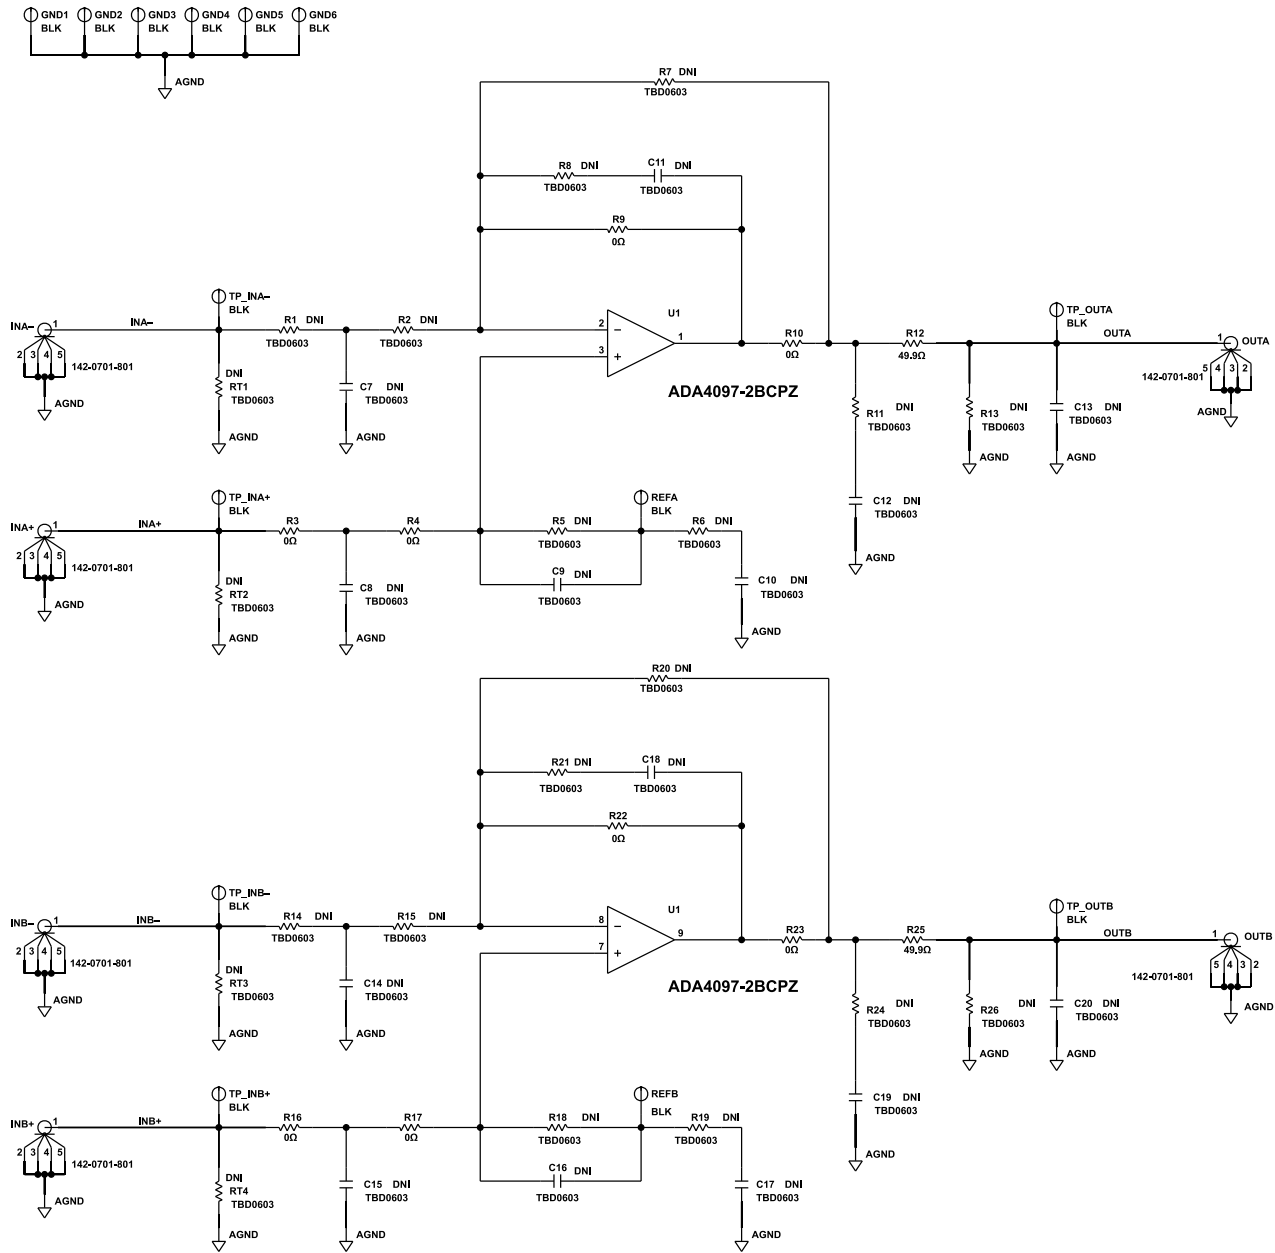 GND1 GND2 GND3 GND4 GND5 GND6
BLK BLK BLK BLK BLK BLK
AGND
R7 DNI
TBD0603
R8 DNI C11 DNI
TBD0603 TBD0603
R9
0Ω
TP_INA–
BLK
INA– 1 INA– R1 DNI R2 DNI
TBD0603 TBD0603
2 3 4 5
142-0701-801
AGND
DNI
RT1
TBD0603
AGND
C7 DNI
TBD0603
AGND
U1
2 – 1
3 +
ADA4097-2BCPZ
R10
0Ω
R12
49.9Ω
TP_OUTA
BLK
OUTA 1 OUTA
5 4 3 2
142-0701-801
AGND
R11 DNI
TBD0603
R13 DNI
TBD0603
AGND
C13 DNI
TBD0603
AGND
C12 DNI
TBD0603
AGND
TP_INA+
BLK
INA+ 1 INA+ R3 R4
0Ω 0Ω
2 3 4 5
142-0701-801
AGND
DNI
RT2
TBD0603
AGND
C8 DNI
TBD0603
AGND
REFA
BLK
R5 DNI R6 DNI
TBD0603 TBD0603
C9 DNI
TBD0603
C10 DNI
TBD0603
AGND
R20 DNI
TBD0603
R21 DNI C18 DNI
TBD0603 TBD0603
R22
0Ω
TP_INB–
BLK
INB– 1 INB– R14 DNI R15 DNI
TBD0603 TBD0603
2 3 4 5
142-0701-801
AGND
DNI
RT3
TBD0603
AGND
C14 DNI
TBD0603
AGND
U1
8 – 9
7 +
ADA4097-2BCPZ
R23
0Ω
R25
49.9Ω
TP_OUTB
BLK
OUTB 1 OUTB
5 4 3 2
142-0701-801
AGND
R24 DNI
TBD0603
R26 DNI
TBD0603
AGND
C20 DNI
TBD0603
AGND
C19 DNI
TBD0603
AGND
TP_INB+
BLK
INB+ 1 INB+ R16 R17
0Ω 0Ω
2 3 4 5
142-0701-801
AGND
DNI
RT4
TBD0603
AGND
C15 DNI
TBD0603
AGND
REFB
BLK
R18 DNI R19 DNI
TBD0603 TBD0603
C16 DNI
TBD0603
C17 DNI
TBD0603
AGND